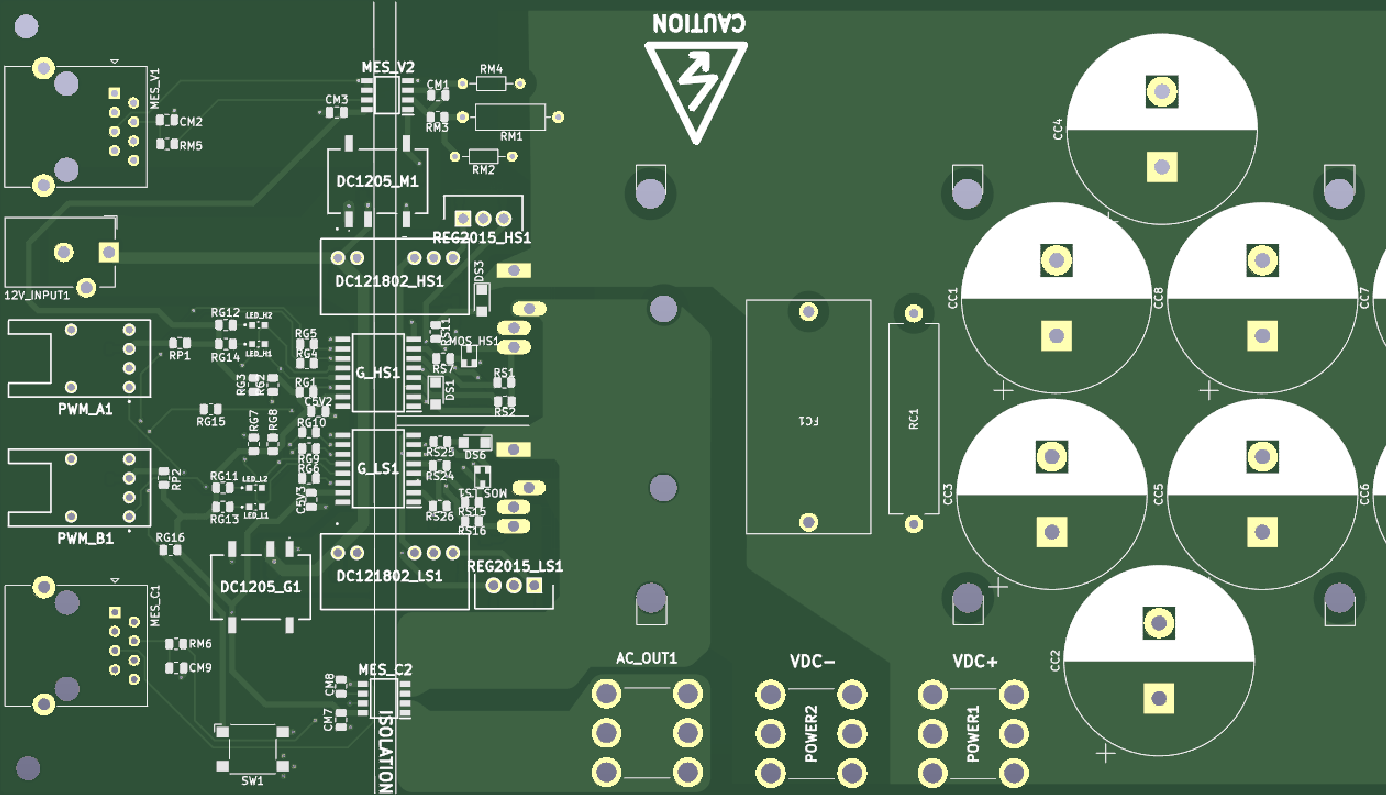 CAUTION
MES_V1
MES_V2
CM1
RM4
CM3
CM2
RM3
RM1
RM5
RM2
DC1205_M1
REG2015_HS1
12V_INPUT1
DC121802_HS1
DS3
CC4
CC1
CC8
CC7
RG12
LED_H2
RP1
RG14
LED_H1
RG5
RG4
G_HS1
RS7
RS1
DS1
RS2
RG3
RG2
RG1
C5V2
PWM_A1
RG15
RG7
RG8
RG10
RG9
RG6
G_LS1
RS25
DS6
RS24
FC1
RC1
RP2
RG11
LED_L2
RG13
LED_L1
C5V3
RS26
RS15
RS16
CC3
CC5
CC6
PWM_B1
RG16
DC1205_G1
DC121802_LS1
REG2015_LS1
MES_C1
RM6
CM9
MES_C2
CM8
CM7
ISOLATION
SW1
AC_OUT1
VDC-
POWER2
VDC+
POWER1
CC2